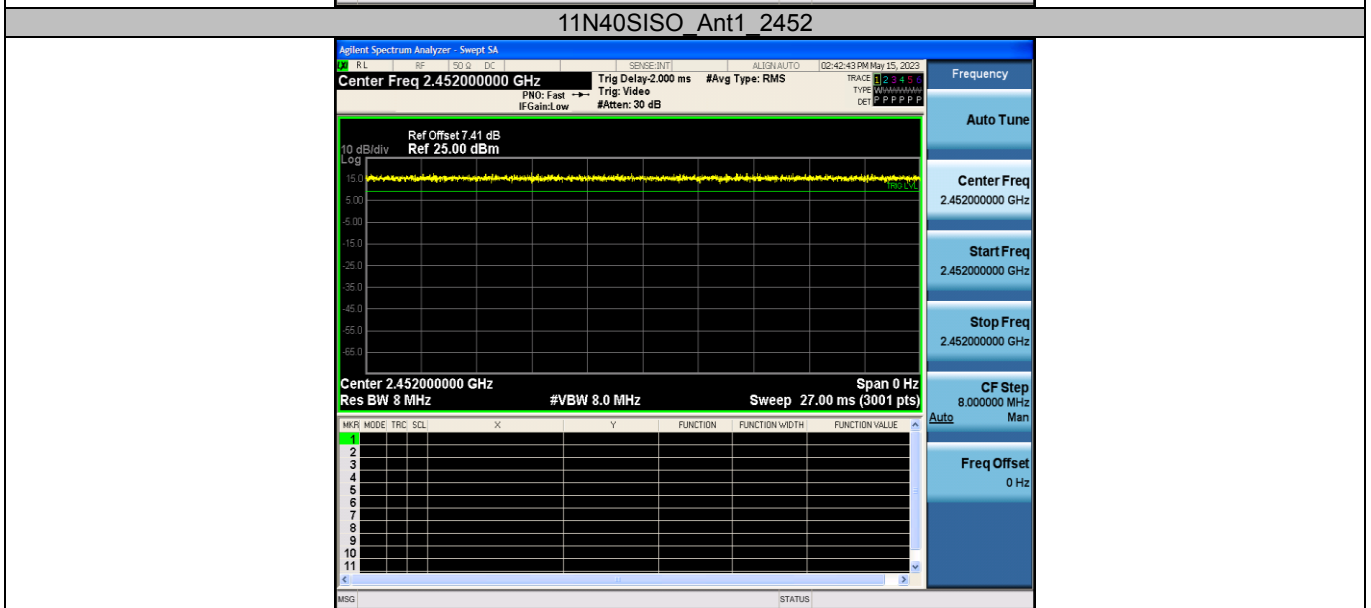 11N40SISO_Ant1_2452
Agilent Spectrum Analyzer - Swept SA
RL RF 50 Ω DC SENSE:INT ALIGNAUTO 02:42:43 PM May 15, 2023
Center Freq 2.452000000 GHz Trig Delay-2.000 ms #Avg Type: RMS TRACE 1 2 3 4 5 6
PNO: Fast Trig: Video TYPE
IFGain:Low #Atten: 30 dB DET P P P P P P
Ref Offset 7.41 dB
10 dB/div Ref 25.00 dBm
Log
15.0
TRIG LVL
5.00
-5.00
-15.0
-25.0
-35.0
-45.0
-55.0
-65.0
Center 2.452000000 GHz Span 0 Hz
Res BW 8 MHz #VBW 8.0 MHz Sweep 27.00 ms (3001 pts)
MKR MODE TRC SCL X Y FUNCTION FUNCTION WIDTH FUNCTION VALUE
1
2
3
4
5
6
7
8
9
10
11
MSG STATUS
Frequency
Auto Tune
Center Freq
2.452000000 GHz
Start Freq
2.452000000 GHz
Stop Freq
2.452000000 GHz
CF Step
8.000000 MHz
Auto Man
Freq Offset
0 Hz